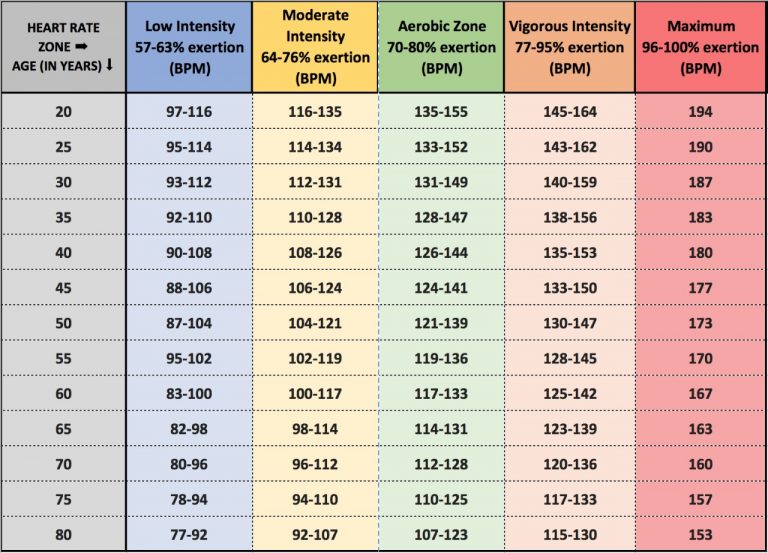 HEART RATE ZONE ➡ AGE (IN YEARS) ⬇ Low Intensity 57-63% exertion (BPM) Moderate Intensity 64-76% exertion (BPM) Aerobic Zone 70-80% exertion (BPM) Vigorous Intensity 77-95% exertion (BPM) Maximum 96-100% exertion (BPM)
20 97-116 116-135 135-155 145-164 194
25 95-114 114-134 133-152 143-162 190
30 93-112 112-131 131-149 140-159 187
35 92-110 110-128 128-147 138-156 183
40 90-108 108-126 126-144 135-153 180
45 88-106 106-124 124-141 133-150 177
50 87-104 104-121 121-139 130-147 173
55 95-102 102-119 119-136 128-145 170
60 83-100 100-117 117-133 125-142 167
65 82-98 98-114 114-131 123-139 163
70 80-96 96-112 112-128 120-136 160
75 78-94 94-110 110-125 117-133 157
80 77-92 92-107 107-123 115-130 153